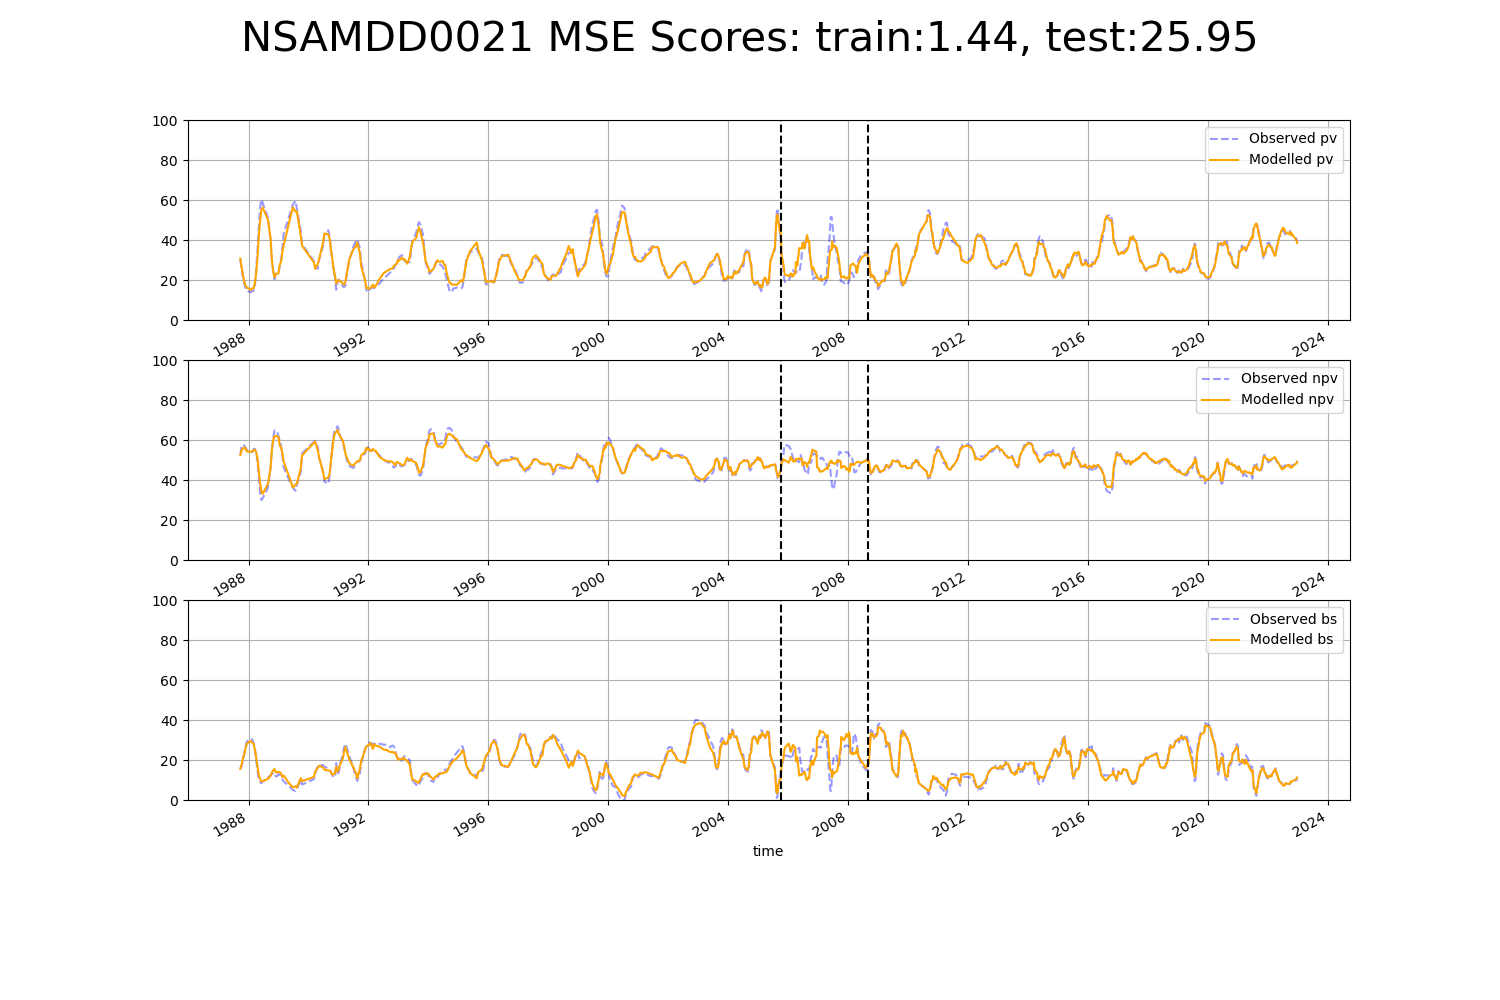 NSAMDD0021 MSE Scores: train:1.44, test:25.95
100
80
60
40
20
0
Observed pv
Modelled pv
1988 1992 1996 2000 2004 2008 2012 2016 2020 2024
100
80
60
40
20
0
Observed npv
Modelled npv
1988 1992 1996 2000 2004 2008 2012 2016 2020 2024
100
80
60
40
20
0
Observed bs
Modelled bs
1988 1992 1996 2000 2004 2008 2012 2016 2020 2024
time